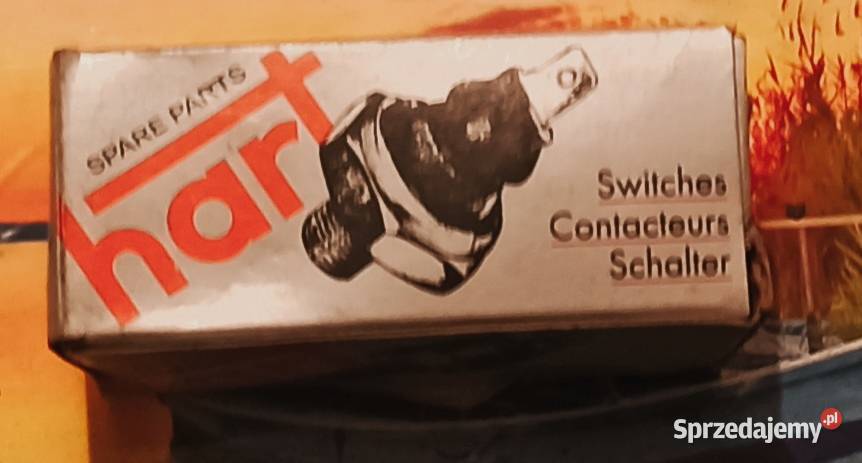 SPARE PARTS
hart
Switches
Contacteurs
Schalter
Sprzedajemy.pl